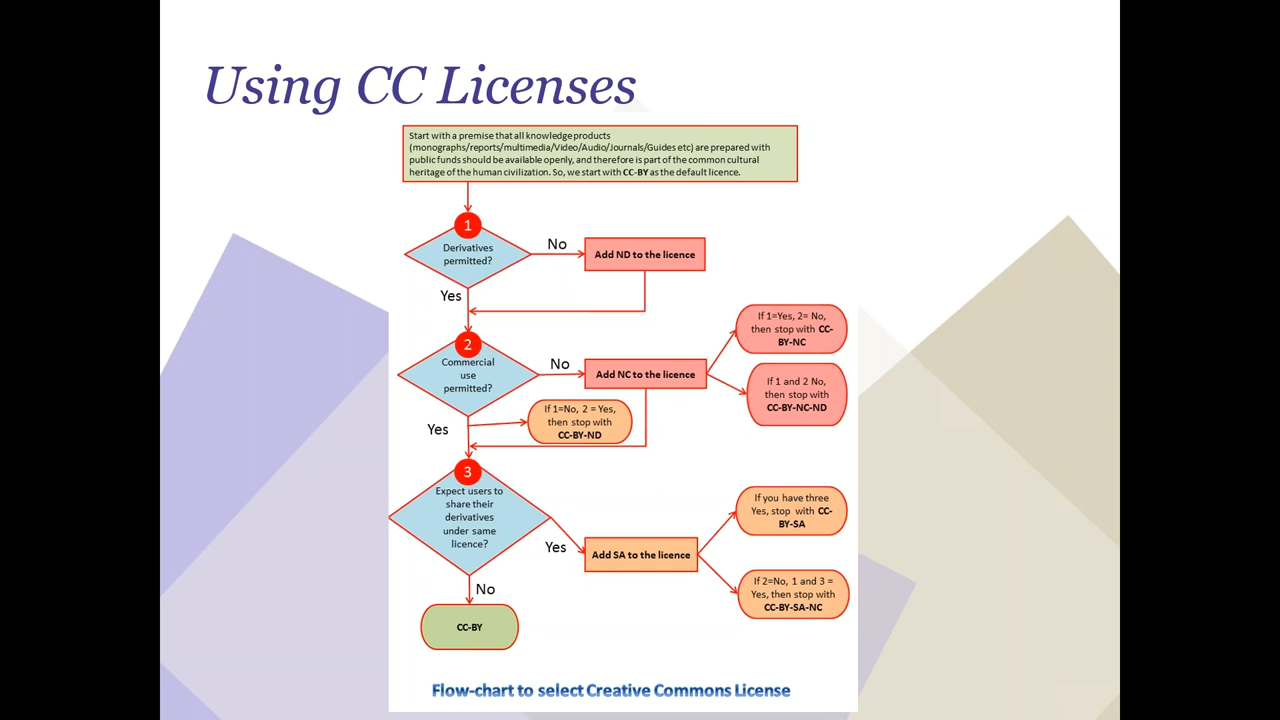 Using CC Licenses
Start with a premise that all knowledge products
(monographs/reports/multimedia/Video/Audio/Journals/Guides etc) are prepared with
public funds should be available openly, and therefore is part of the common cultural
heritage of the human civilization. So, we start with CC-BY as the default licence.
1
Derivatives
permitted?
No
Add ND to the licence
Yes
2
Commercial
use
permitted?
No
Add NC to the licence
If 1=Yes, 2= No,
then stop with CC-
BY-NC
If 1 and 2 No,
then stop with
CC-BY-NC-ND
Yes
If 1=No, 2 = Yes,
then stop with
CC-BY-ND
3
Expect users to
share their
derivatives
under same
licence?
Yes
Add SA to the licence
If you have three
Yes, stop with CC-
BY-SA
If 2=No, 1 and 3 =
Yes, then stop with
CC-BY-SA-NC
No
CC-BY
Flow-chart to select Creative Commons License